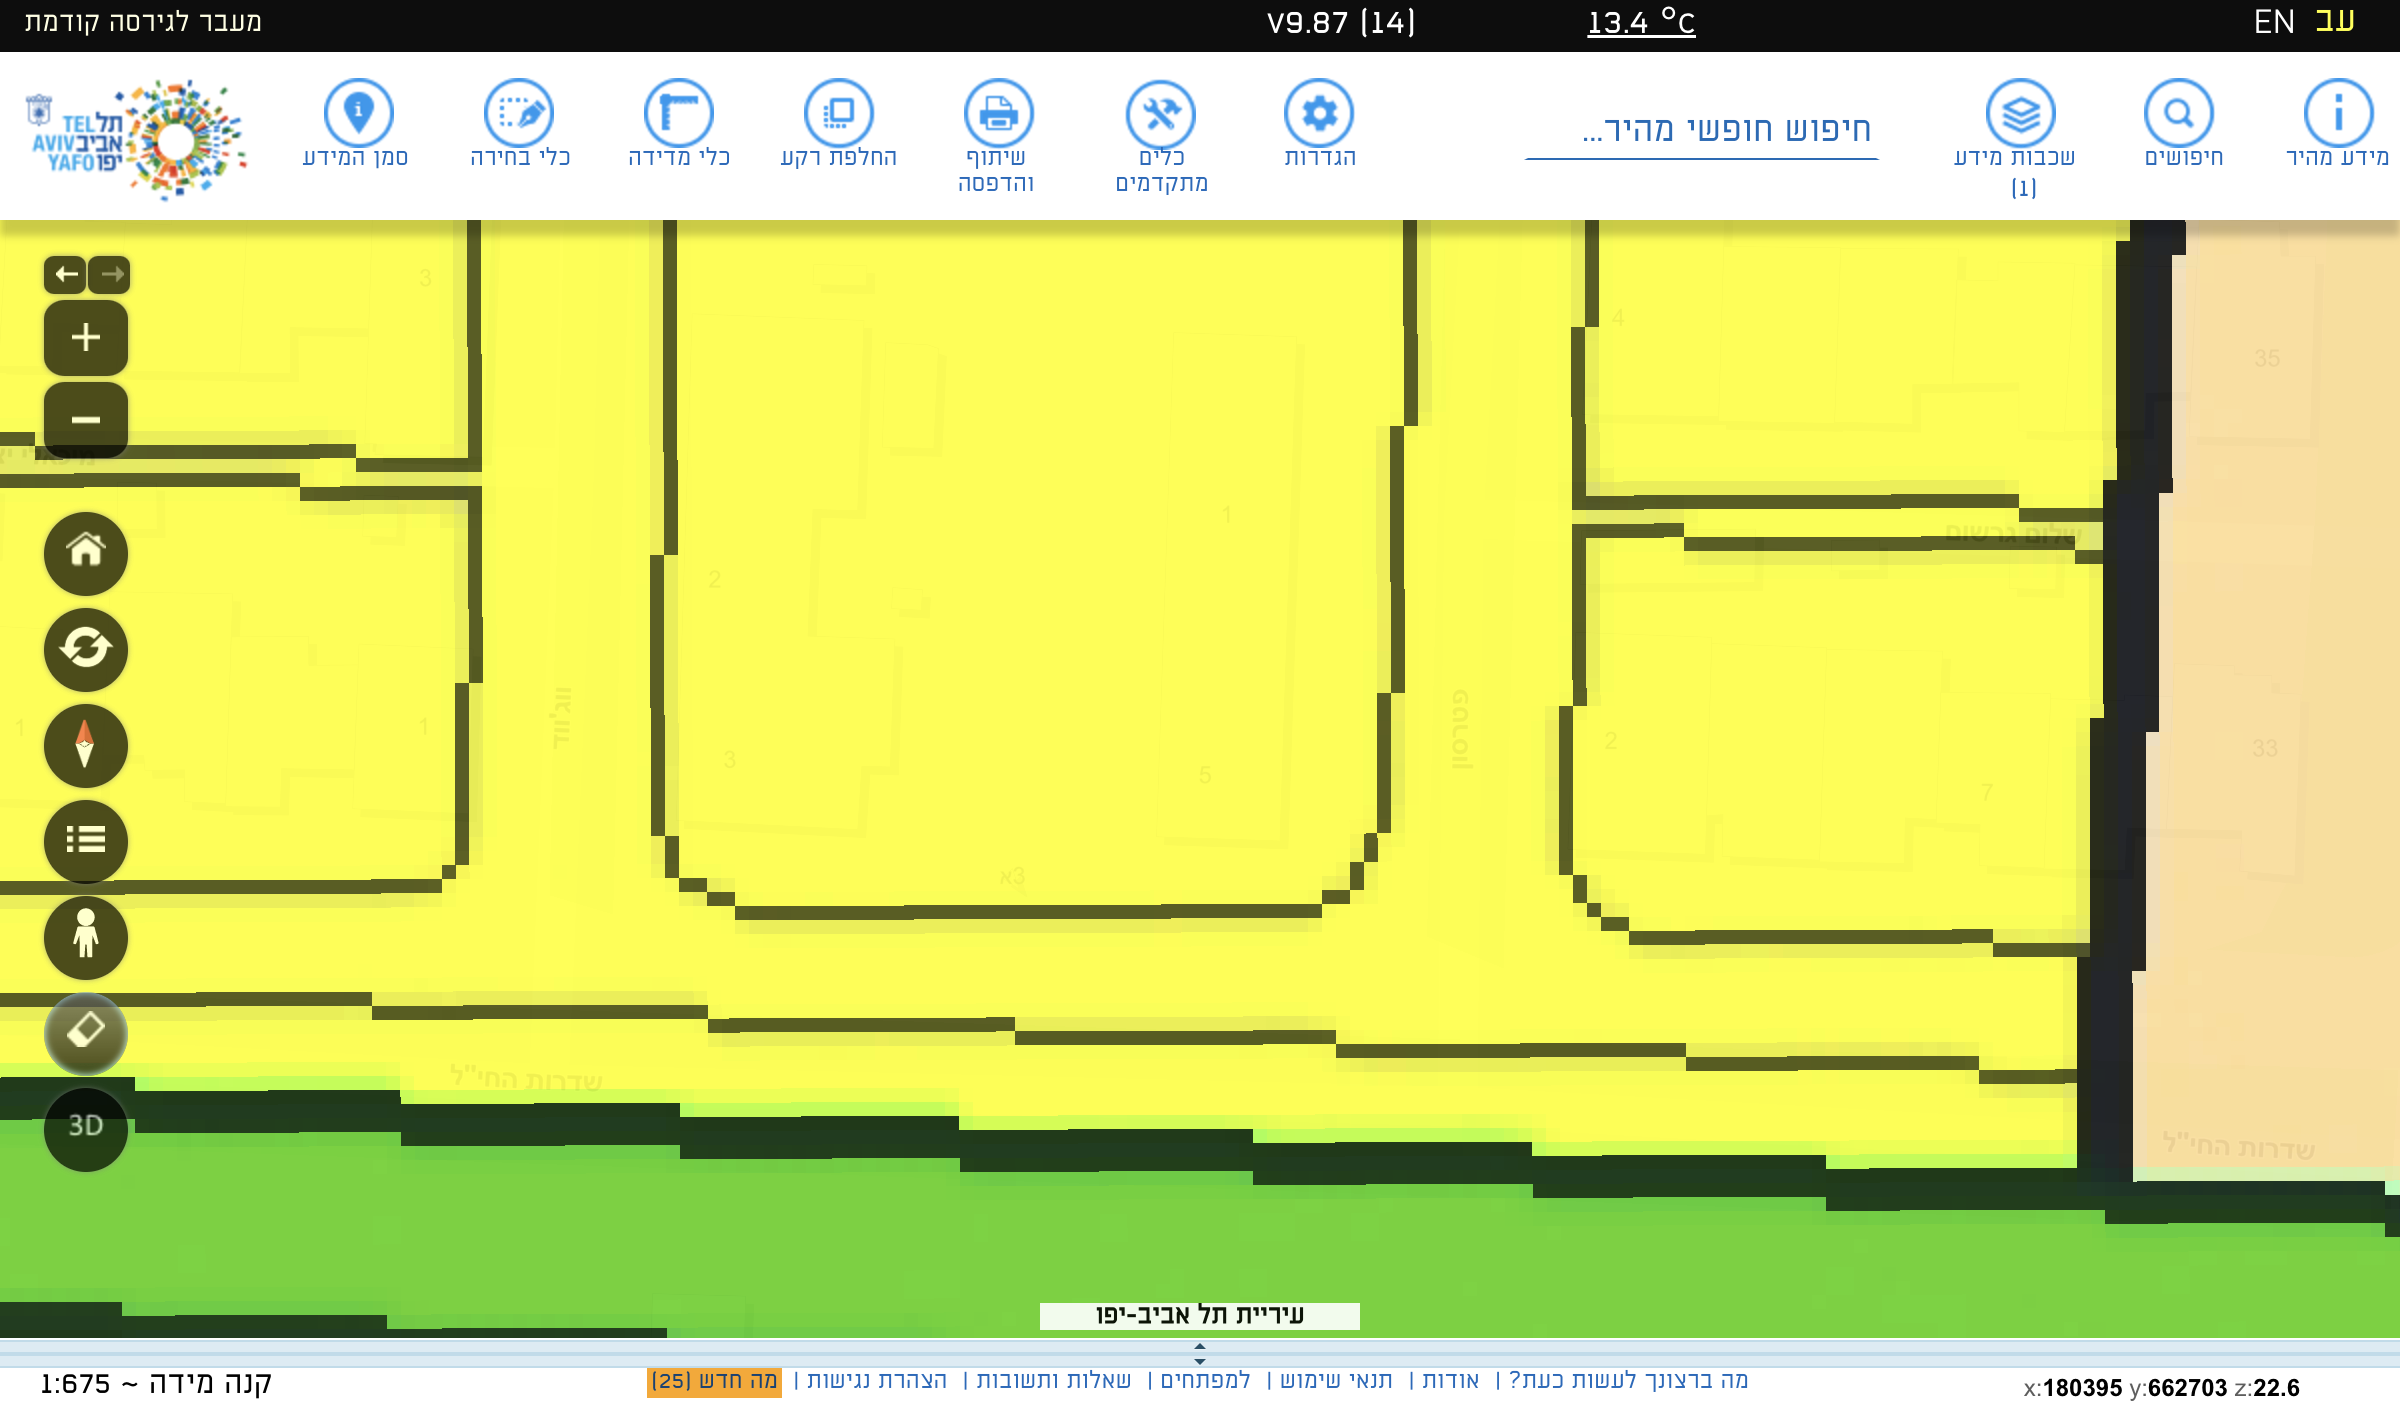 מעבר לגירסה קודמת
V9.87 (14)
13.4 °C
עב EN
תל אביב יפו
TEL AVIV YAFO
מידע מהיר
חיפושים
שכבות מידע (1)
חיפוש חופשי מהיר...
הגדרות
כלים מתקדמים
שיתוף והדפסה
החלפת רקע
כלי מדידה
כלי בחירה
סמן המידע
3
4
35
1
שלום גרשום
2
1
1
ווג'ווד
3
5
פטרסון
2
7
33
3א
שדרות החי"ל
שדרות החי"ל
3D
עיריית תל אביב-יפו
קנה מידה ~ 1:675
מה ברצונך לעשות כעת? | אודות | תנאי שימוש | למפתחים | שאלות ותשובות | הצהרת נגישות | מה חדש (25)
x:180395 y:662703 z:22.6